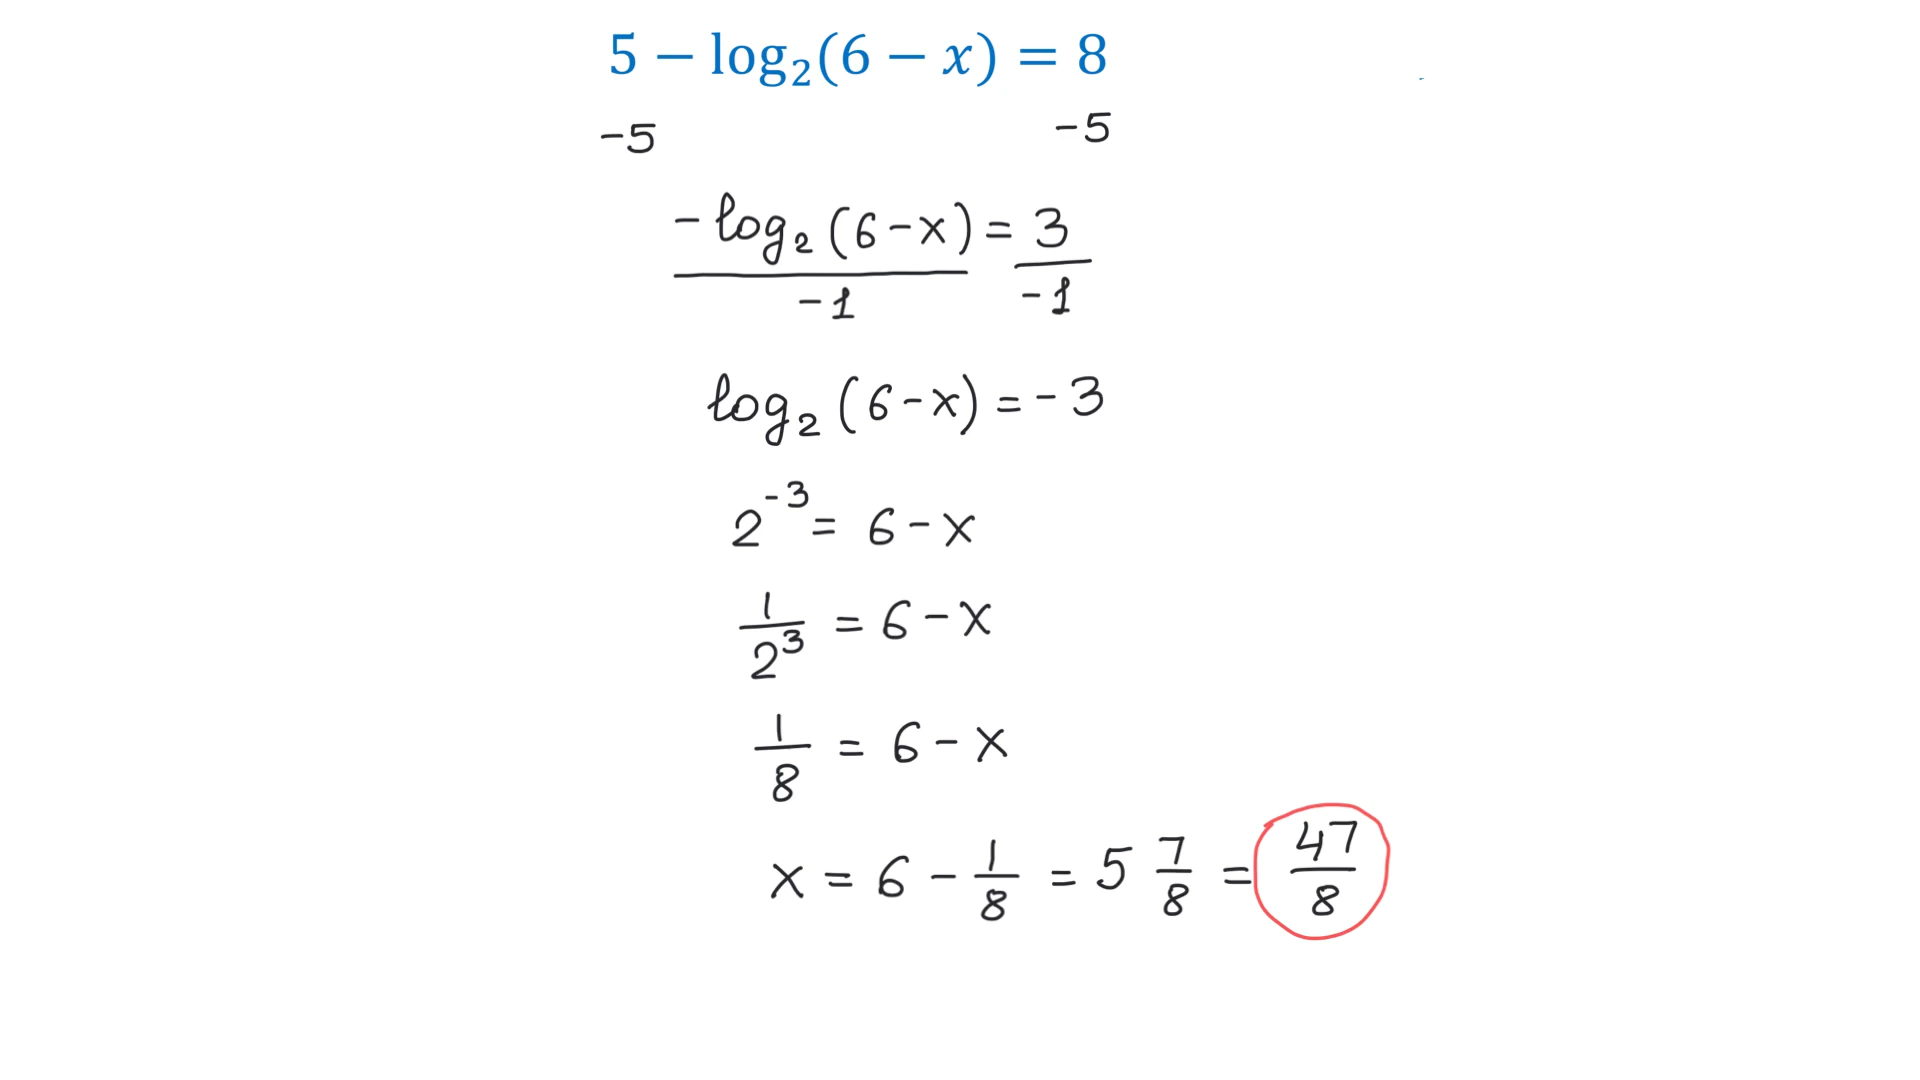 5 − log₂(6 − x) = 8
−5 −5
−log₂(6−x) = 3
−1 −1
log₂(6−x) = −3
2⁻³ = 6−x
1/2³ = 6−x
1/8 = 6−x
x = 6 − 1/8 = 5 7/8 = 47/8